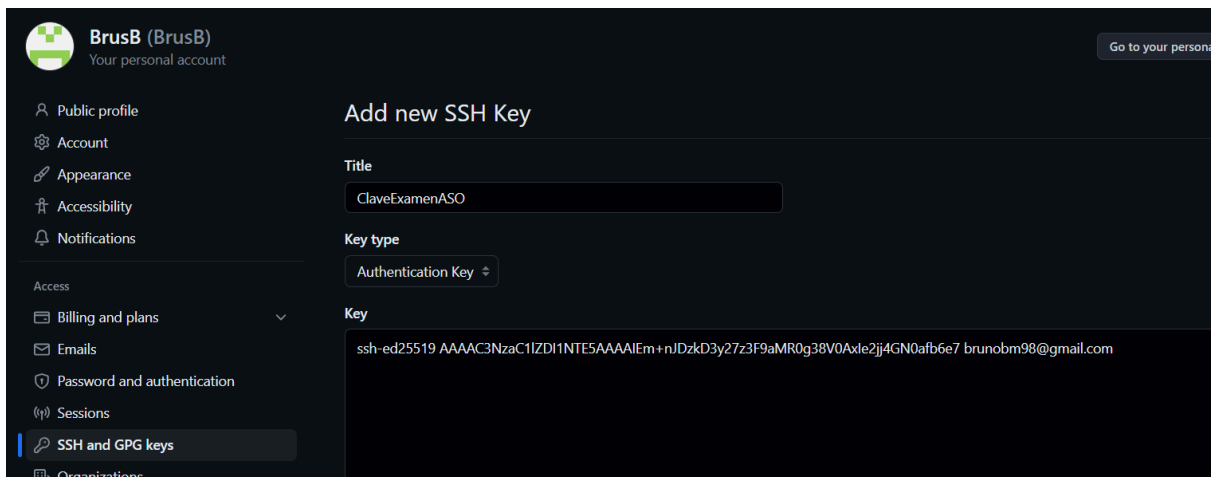 BrusB (BrusB)
Your personal account
Go to your persona
Public profile
Account
Appearance
Accessibility
Notifications
Access
Billing and plans
Emails
Password and authentication
Sessions
SSH and GPG keys
Organizations
Add new SSH Key
Title
ClaveExamenASO
Key type
Authentication Key
Key
ssh-ed25519 AAAAC3NzaC1lZDI1NTE5AAAAIEm+nJDzkD3y27z3F9aMR0g38V0AxIe2jj4GN0afb6e7 brunobm98@gmail.com